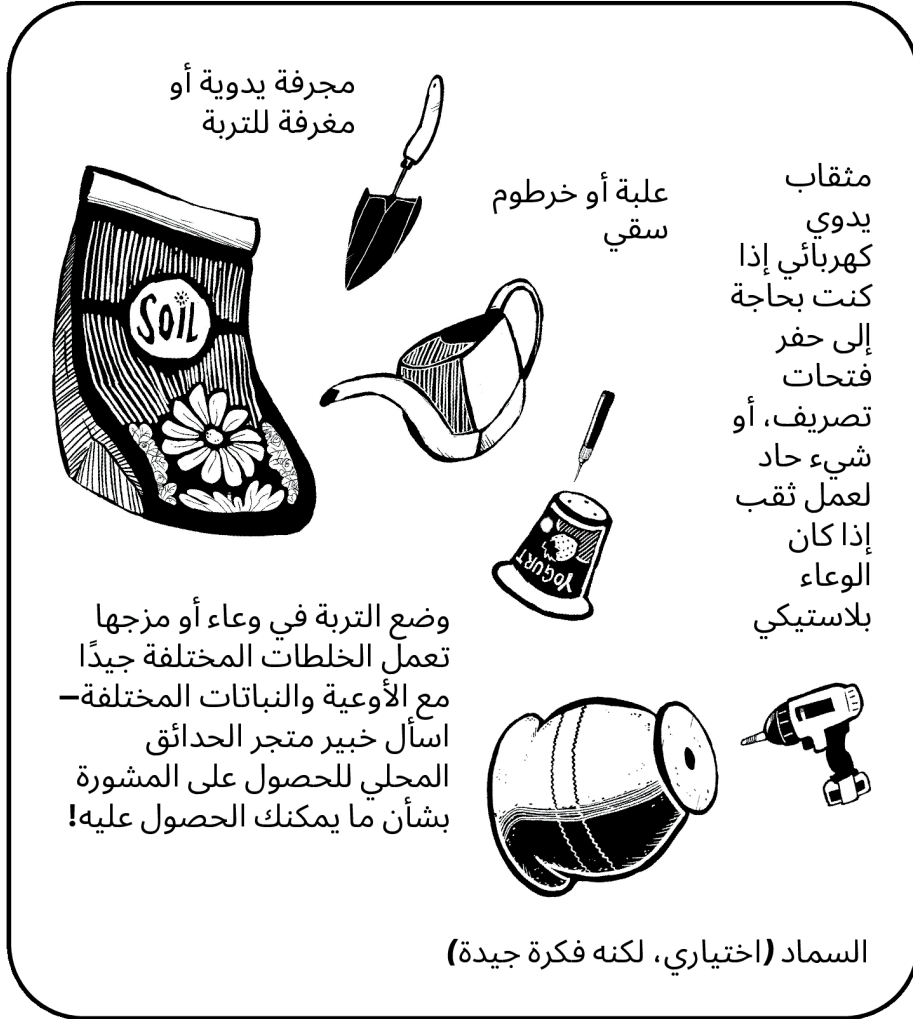 مجرفة يدوية أو
مغرفة للتربة
علبة أو خرطوم
سقي
مثقاب
يدوي
كهربائي إذا
كنت بحاجة
إلى حفر
فتحات
تصريف، أو
شيء حاد
لعمل ثقب
إذا كان
الوعاء
بلاستيكي
SOIL
YOGURT
وضع التربة في وعاء أو مزجها
تعمل الخلطات المختلفة جيدًا
مع الأوعية والنباتات المختلفة–
اسأل خبير متجر الحدائق
المحلي للحصول على المشورة
بشأن ما يمكنك الحصول عليه!
السماد (اختياري، لكنه فكرة جيدة)